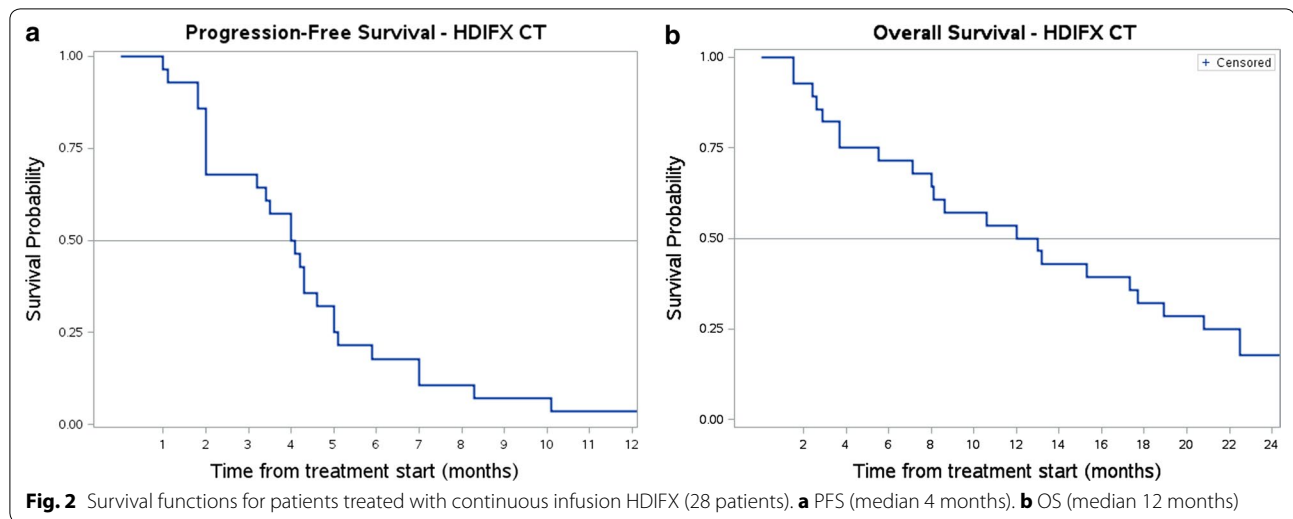 a
Progression-Free Survival - HDIFX CT
1.00
0.75
0.50
0.25
0.00
Survival Probability
1 2 3 4 5 6 7 8 9 10 11 12
Time from treatment start (months)
b
Overall Survival - HDIFX CT
+ Censored
1.00
0.75
0.50
0.25
0.00
Survival Probability
2 4 6 8 10 12 14 16 18 20 22 24
Time from treatment start (months)
Fig. 2 Survival functions for patients treated with continuous infusion HDIFX (28 patients). a PFS (median 4 months). b OS (median 12 months)